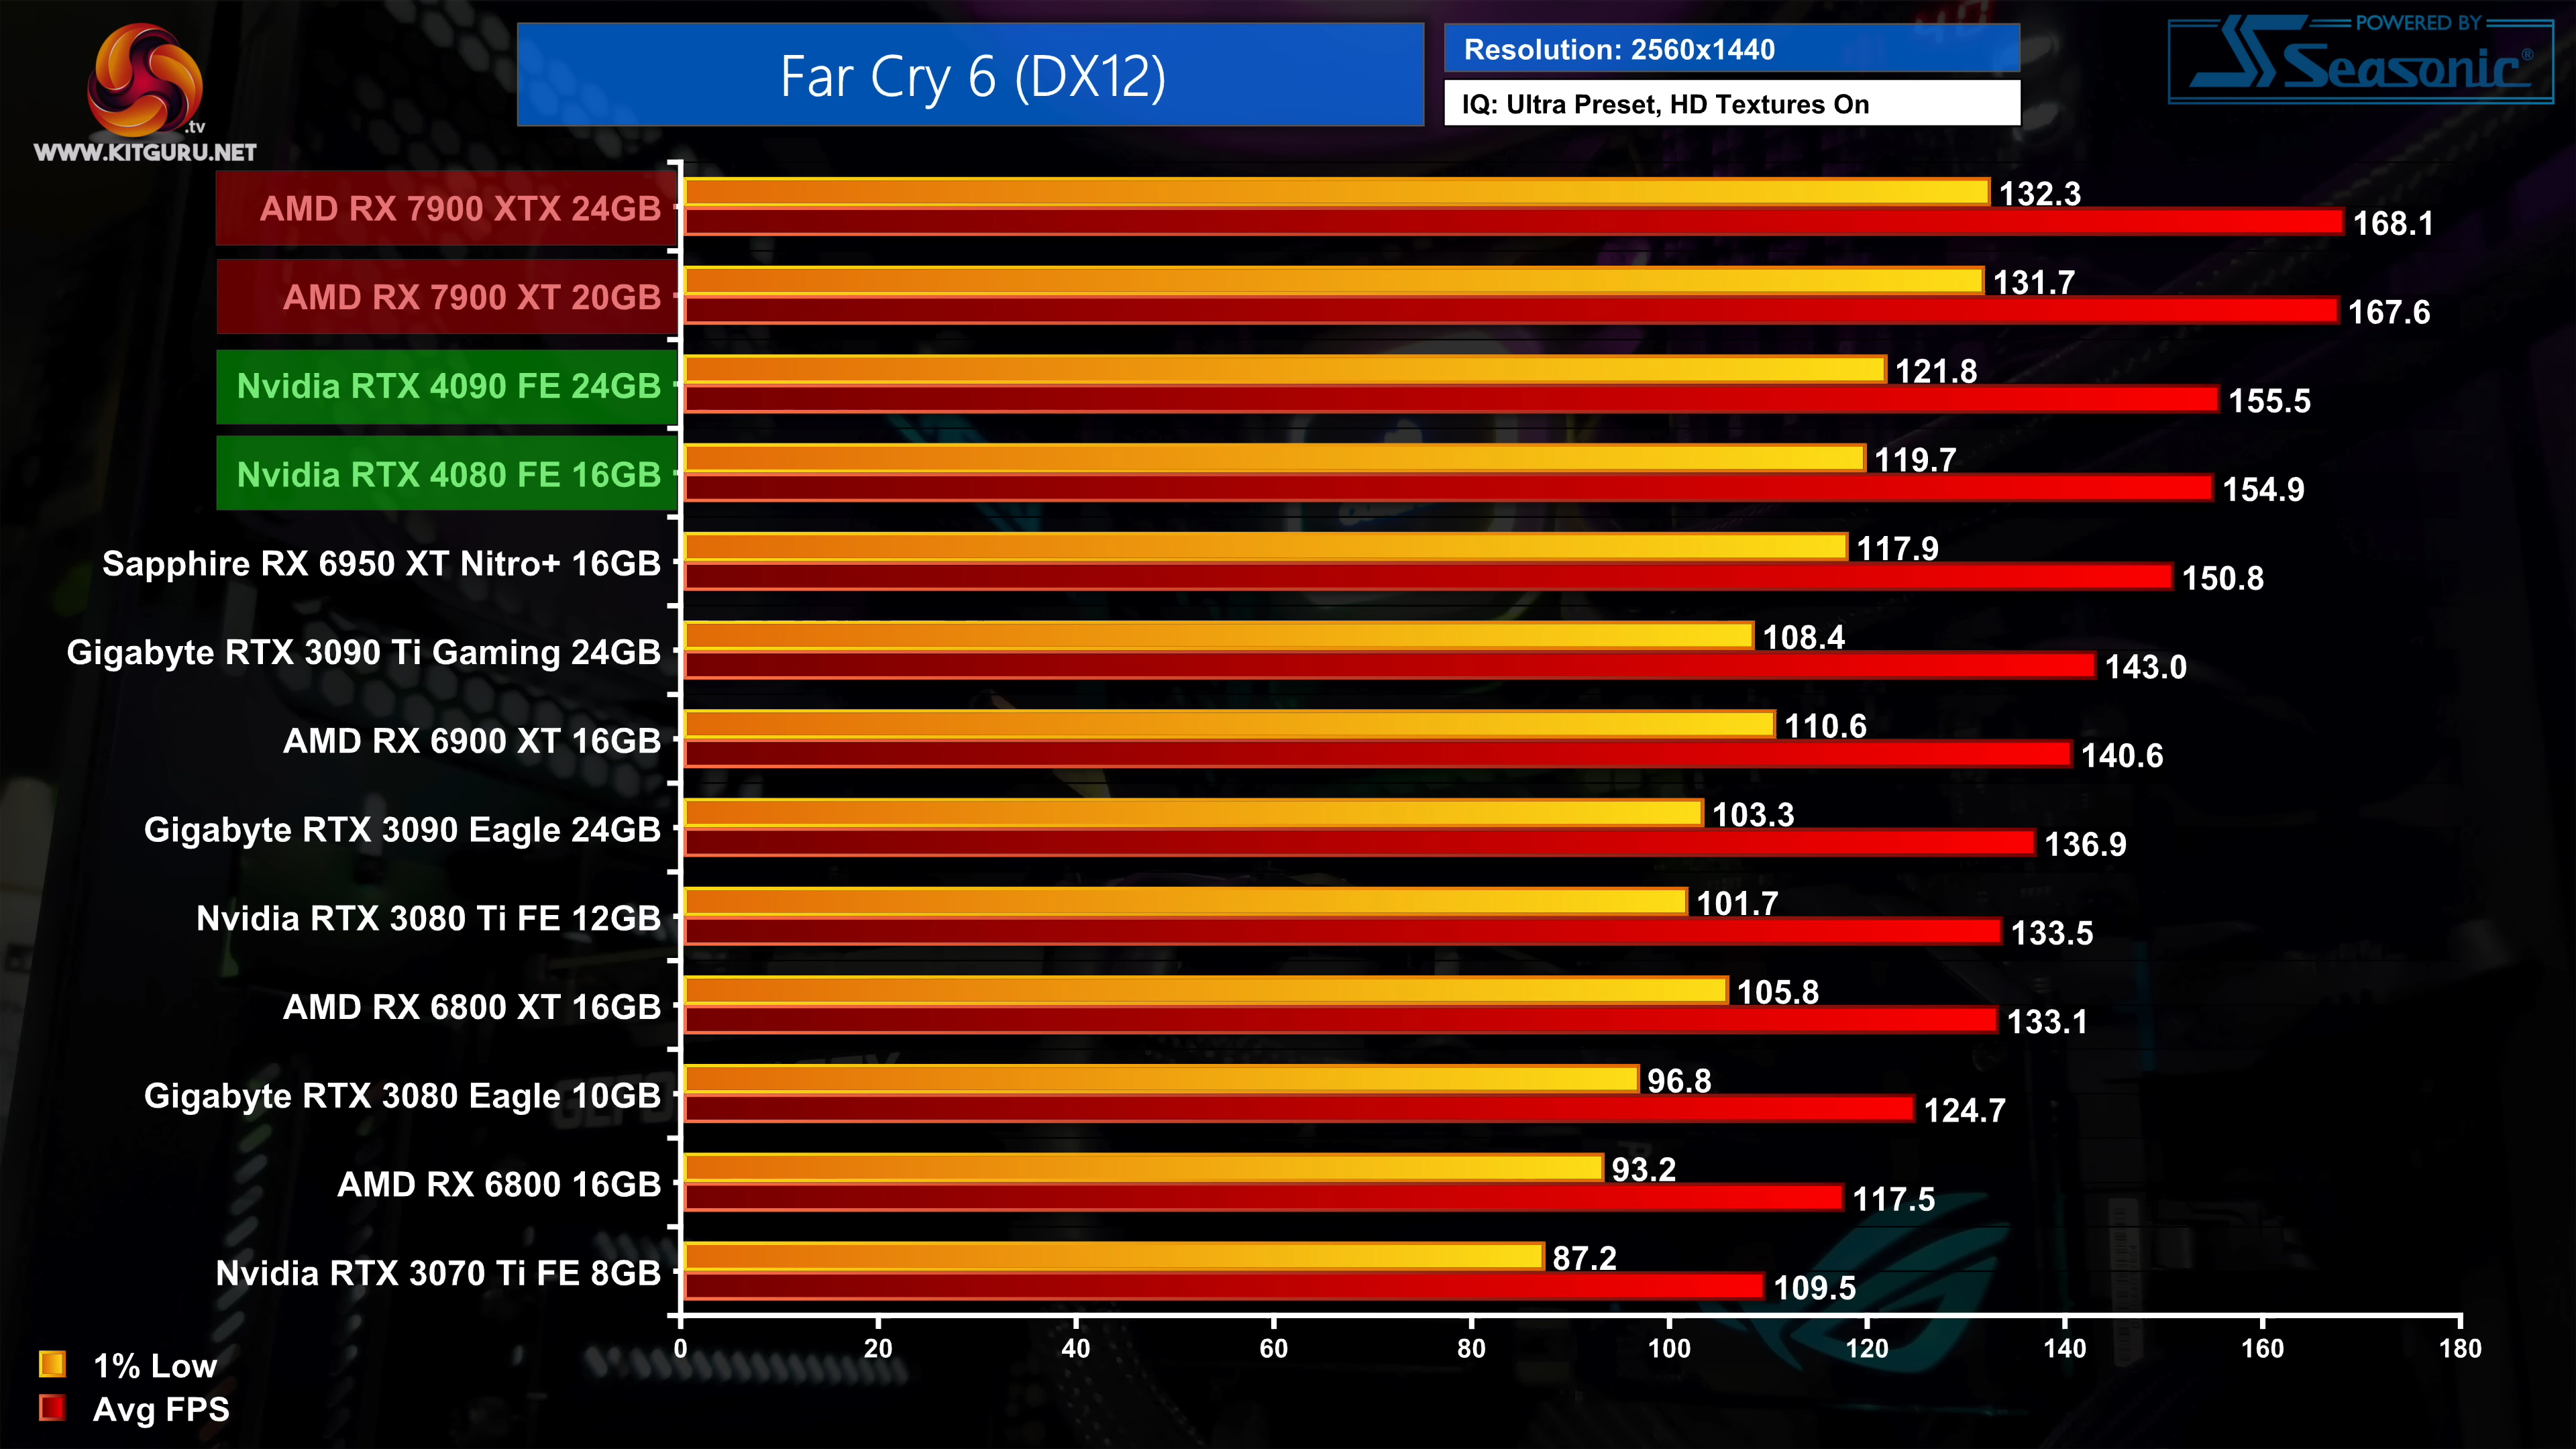 .tv
WWW.KITGURU.NET
Far Cry 6 (DX12)
Resolution: 2560x1440
IQ: Ultra Preset, HD Textures On
POWERED BY
Seasonic®
AMD RX 7900 XTX 24GB
132.3
168.1
AMD RX 7900 XT 20GB
131.7
167.6
Nvidia RTX 4090 FE 24GB
121.8
155.5
Nvidia RTX 4080 FE 16GB
119.7
154.9
Sapphire RX 6950 XT Nitro+ 16GB
117.9
150.8
Gigabyte RTX 3090 Ti Gaming 24GB
108.4
143.0
AMD RX 6900 XT 16GB
110.6
140.6
Gigabyte RTX 3090 Eagle 24GB
103.3
136.9
Nvidia RTX 3080 Ti FE 12GB
101.7
133.5
AMD RX 6800 XT 16GB
105.8
133.1
Gigabyte RTX 3080 Eagle 10GB
96.8
124.7
AMD RX 6800 16GB
93.2
117.5
Nvidia RTX 3070 Ti FE 8GB
87.2
109.5
0 20 40 60 80 100 120 140 160 180
1% Low
Avg FPS